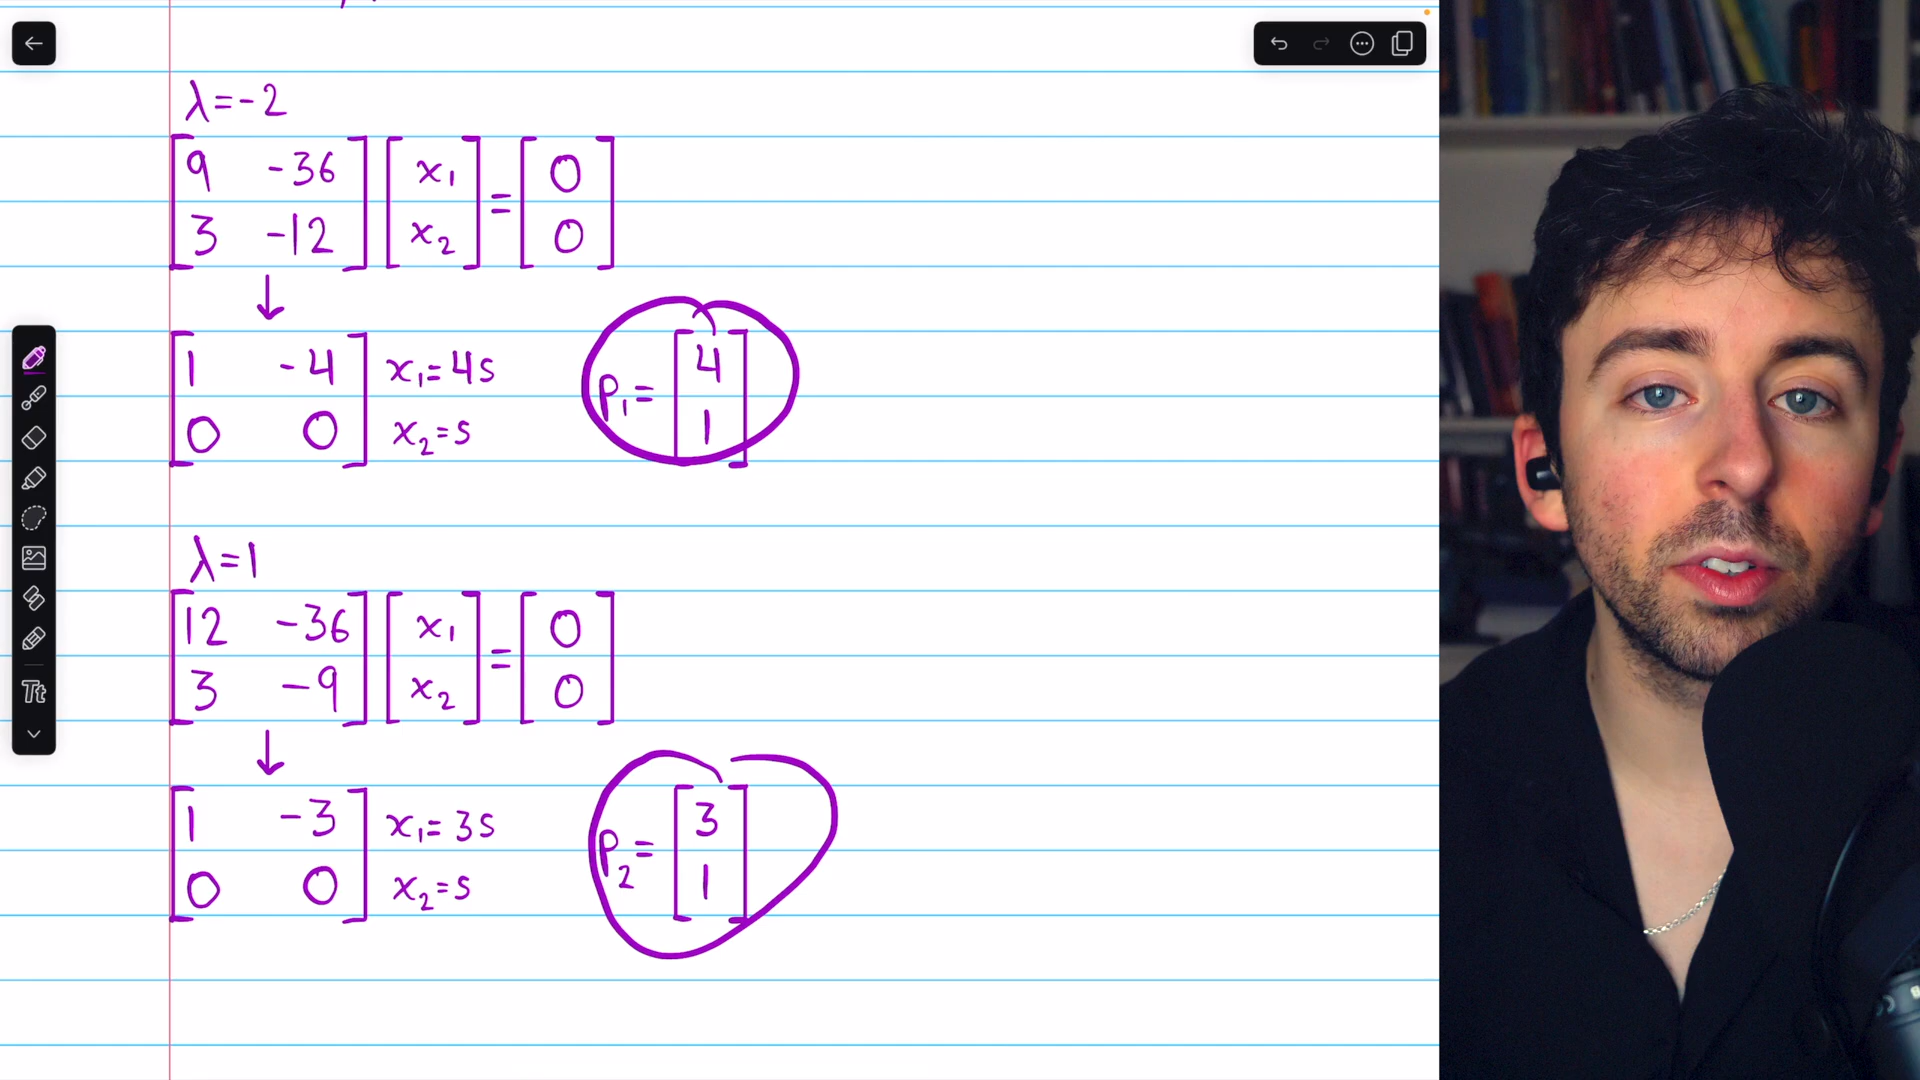 λ=-2
[9 -36] [x₁] = [0]
[3 -12] [x₂] [0]
↓
[1 -4] x₁=4s p₁= [4]
[0 0] x₂=s [1]
λ=1
[12 -36] [x₁] = [0]
[3 -9] [x₂] [0]
↓
[1 -3] x₁=3s p₂= [3]
[0 0] x₂=s [1]
Tt